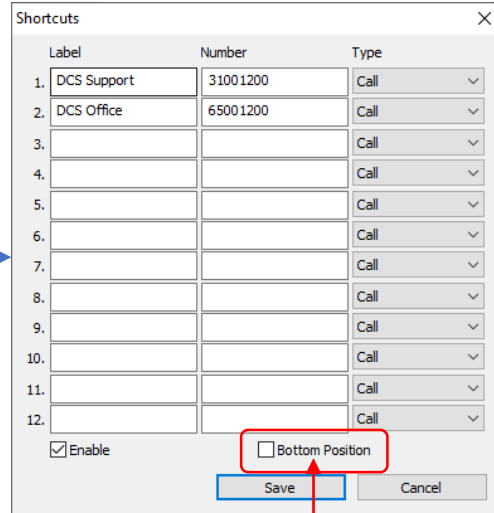 Shortcuts
Label Number Type
1. DCS Support 31001200 Call
2. DCS Office 65001200 Call
3. Call
4. Call
5. Call
6. Call
7. Call
8. Call
9. Call
10. Call
11. Call
12. Call
Enable Bottom Position
Save Cancel